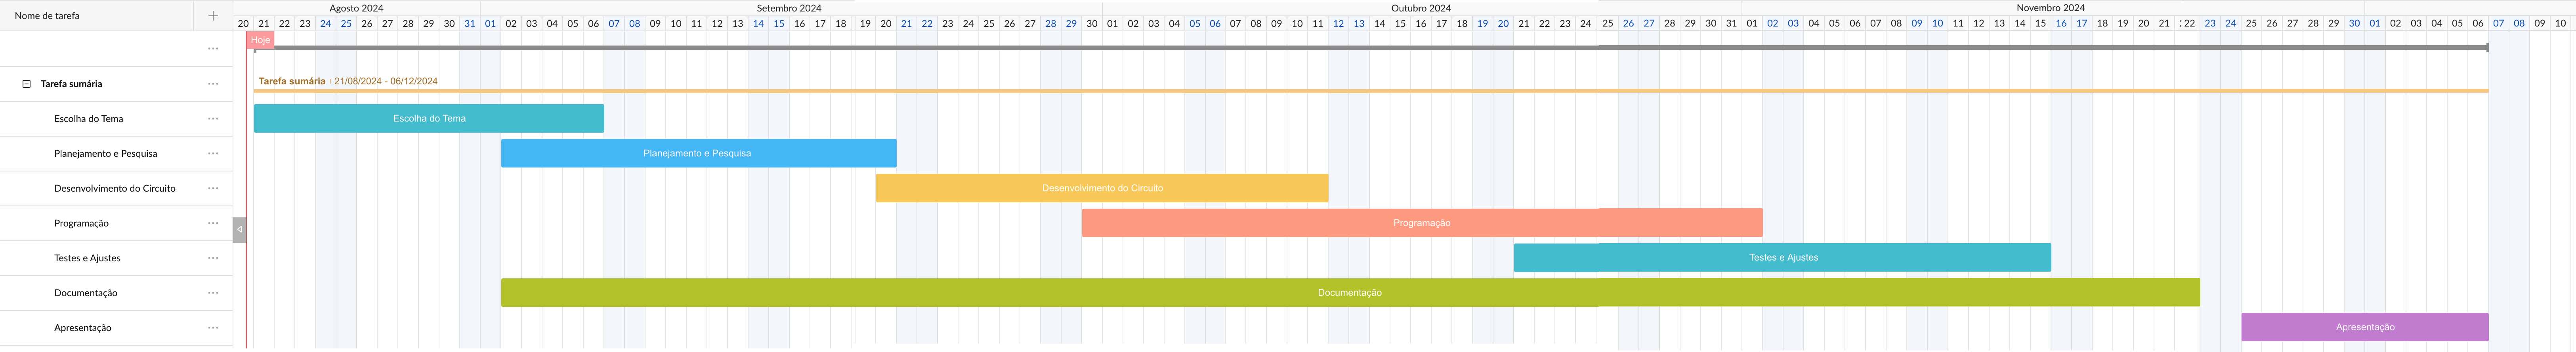 Nome de tarefa + Agosto 2024 Setembro 2024 Outubro 2024 Novembro 2024
20 21 22 23 24 25 26 27 28 29 30 31 01 02 03 04 05 06 07 08 09 10 11 12 13 14 15 16 17 18 19 20 21 22 23 24 25 26 27 28 29 30 01 02 03 04 05 06 07 08 09 10 11 12 13 14 15 16 17 18 19 20 21 22 23 24 25 26 27 28 29 30 31 01 02 03 04 05 06 07 08 09 10 11 12 13 14 15 16 17 18 19 20 21 22 23 24 25 26 27 28 29 30 01 02 03 04 05 06 07 08 09 10
Hoje
Tarefa sumária Tarefa sumária 21/08/2024 - 06/12/2024
Escolha do Tema Escolha do Tema
Planejamento e Pesquisa Planejamento e Pesquisa
Desenvolvimento do Circuito Desenvolvimento do Circuito
Programação Programação
Testes e Ajustes Testes e Ajustes
Documentação Documentação
Apresentação Apresentação